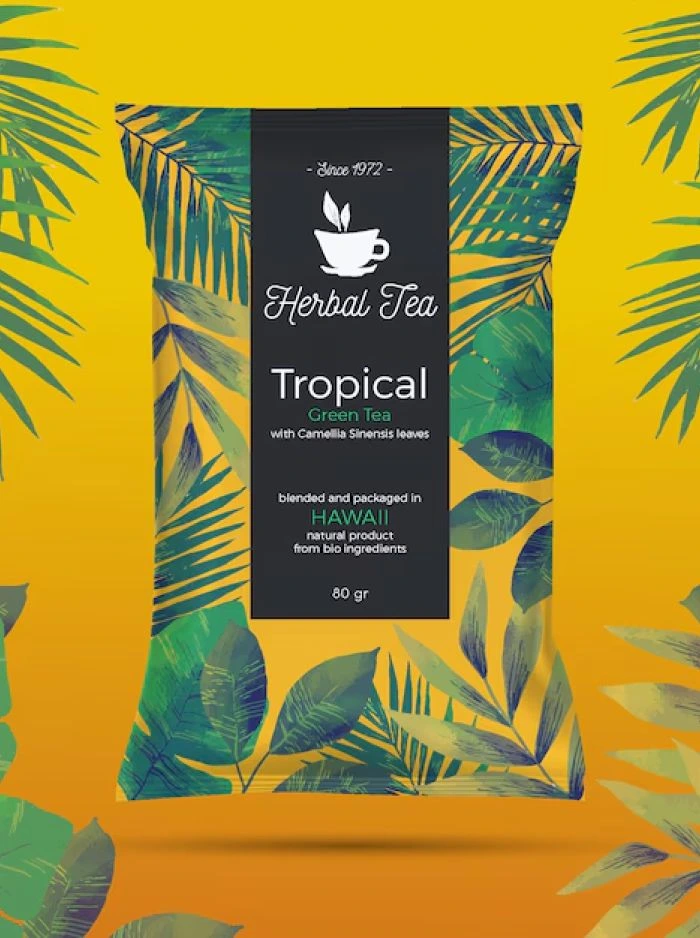 - Since 1972 -
Herbal Tea
Tropical
Green Tea
with Camellia Sinensis leaves
blended and packaged in
HAWAII
natural product
from bio ingredients
80 gr